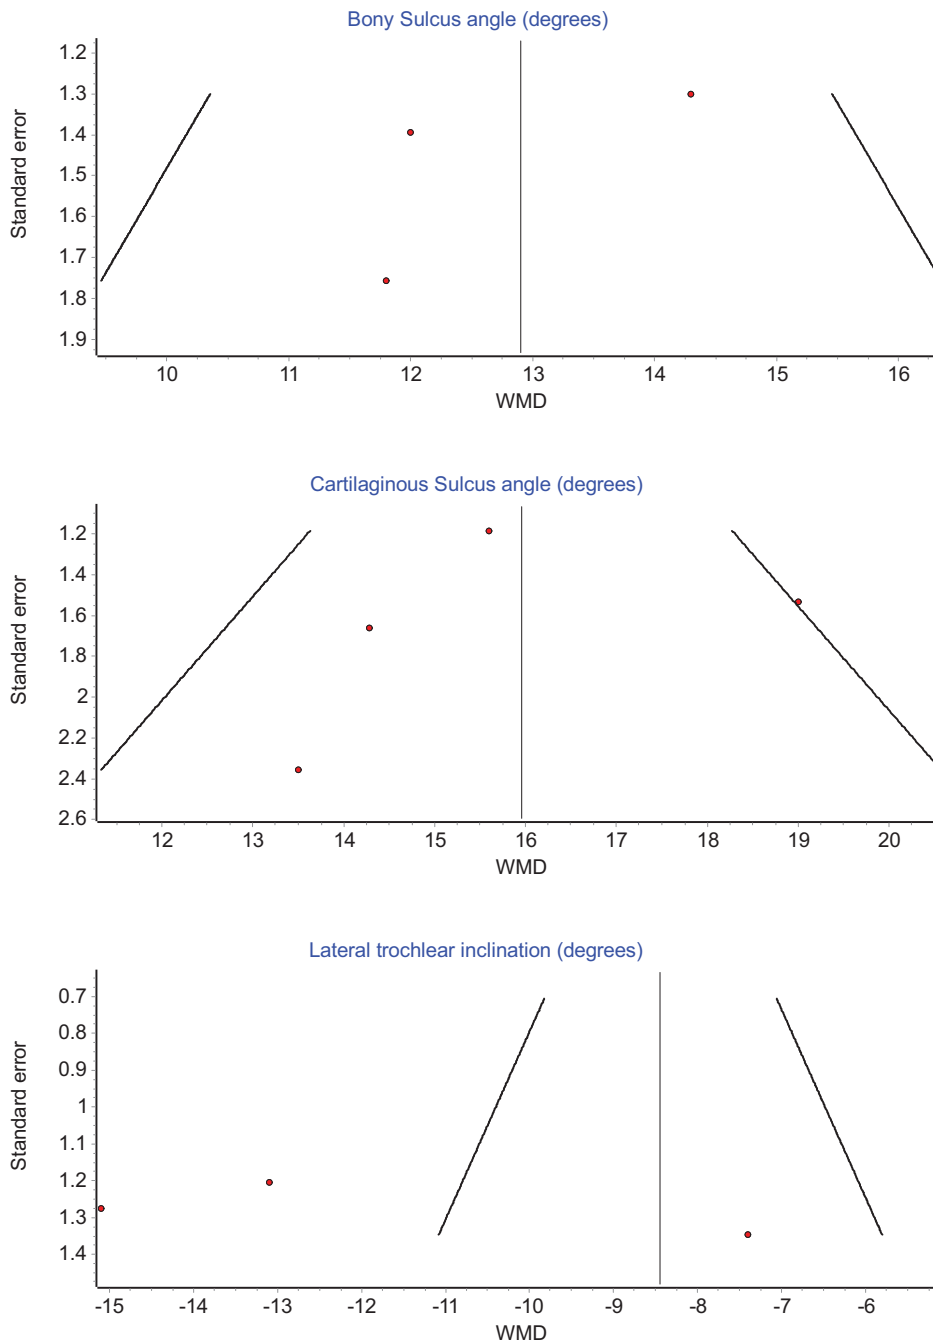 Bony Sulcus angle (degrees)
Standard error
1.2
1.3
1.4
1.5
1.6
1.7
1.8
1.9
10 11 12 13 14 15 16
WMD
Cartilaginous Sulcus angle (degrees)
Standard error
1.2
1.4
1.6
1.8
2
2.2
2.4
2.6
12 13 14 15 16 17 18 19 20
WMD
Lateral trochlear inclination (degrees)
Standard error
0.7
0.8
0.9
1
1.1
1.2
1.3
1.4
-15 -14 -13 -12 -11 -10 -9 -8 -7 -6
WMD